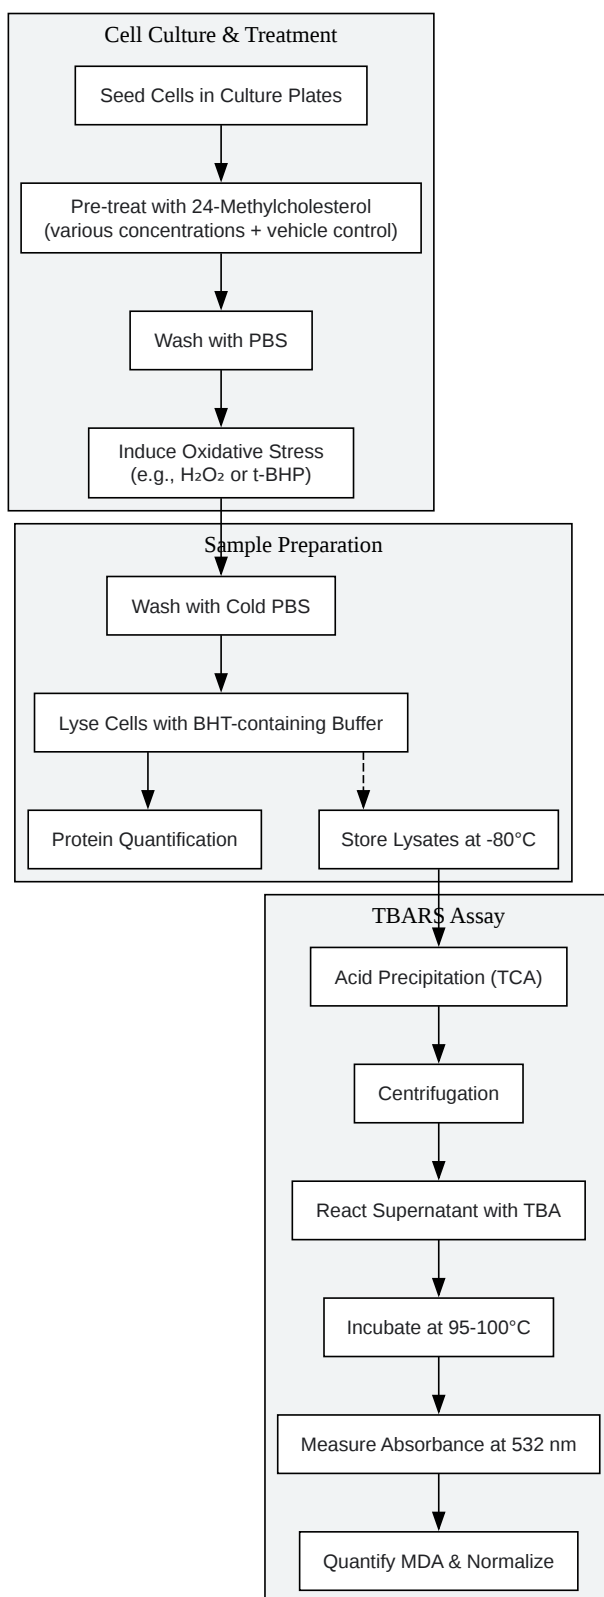 Cell Culture & Treatment
Seed Cells in Culture Plates
Pre-treat with 24-Methylcholesterol
(various concentrations + vehicle control)
Wash with PBS
Induce Oxidative Stress
(e.g., H₂O₂ or t-BHP)
Sample Preparation
Wash with Cold PBS
Lyse Cells with BHT-containing Buffer
Protein Quantification
Store Lysates at -80°C
TBARS Assay
Acid Precipitation (TCA)
Centrifugation
React Supernatant with TBA
Incubate at 95-100°C
Measure Absorbance at 532 nm
Quantify MDA & Normalize